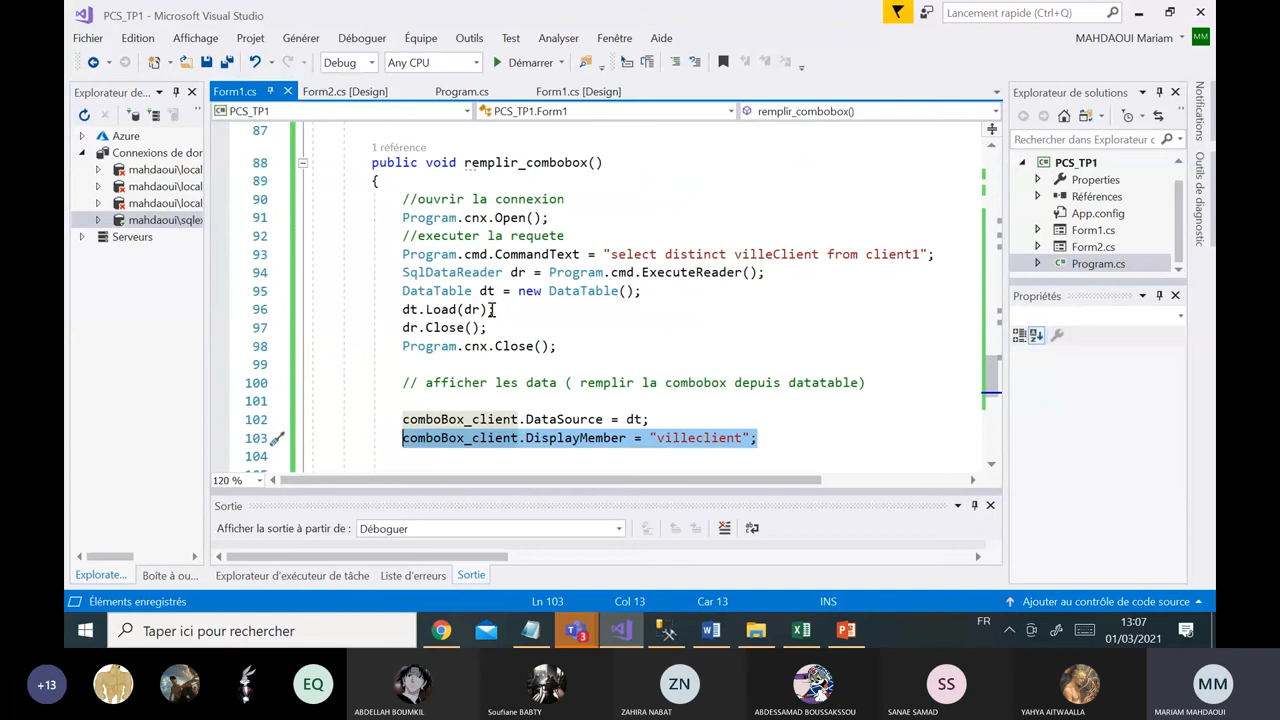 PCS_TP1 - Microsoft Visual Studio
Lancement rapide (Ctrl+Q)
Fichier Edition Affichage Projet Générer Déboguer Équipe Outils Test Analyser Fenêtre Aide
MAHDAOUI Mariam
MM
Debug Any CPU Démarrer
Explorateur de
Form1.cs Form2.cs [Design] Program.cs Form1.cs [Design]
Explorateur de solutions
PCS_TP1 PCS_TP1.Form1 remplir_combobox()
Rechercher dans Explorateur d
Azure
Connexions de dor
mahdaoui\local
mahdaoui\local
mahdaoui\local
mahdaoui\sqlex
Serveurs
87
1 référence
88 public void remplir_combobox()
89 {
90 //ouvrir la connexion
91 Program.cnx.Open();
92 //executer la requete
93 Program.cmd.CommandText = "select distinct villeClient from client1";
94 SqlDataReader dr = Program.cmd.ExecuteReader();
95 DataTable dt = new DataTable();
96 dt.Load(dr)
97 dr.Close();
98 Program.cnx.Close();
99
100 // afficher les data ( remplir la combobox depuis datatable)
102 comboBox_client.DataSource = dt;
103 comboBox_client.DisplayMember = "villeclient";
104
PCS_TP1
Properties
Références
App.config
Form1.cs
Form2.cs
Program.cs
Propriétés
Notifications
Outils de diagnostic
120 %
Sortie
Afficher la sortie à partir de : Déboguer
Explorate... Boîte à ou... Explorateur d'exécuteur de tâche Liste d'erreurs Sortie
Éléments enregistrés Ln 103 Col 13 Car 13 INS Ajouter au contrôle de code source
Taper ici pour rechercher
3
FR
13:07
01/03/2021
+13
EQ
ZN
SS
MM
ABDELLAH BOUMKIL
Soufiane BABTY
ZAHIRA NABAT
ABDESSAMAD BOUSSAKSSOU
SANAE SAMAD
YAHYA AITWAALLA
MARIAM MAHDAOUI